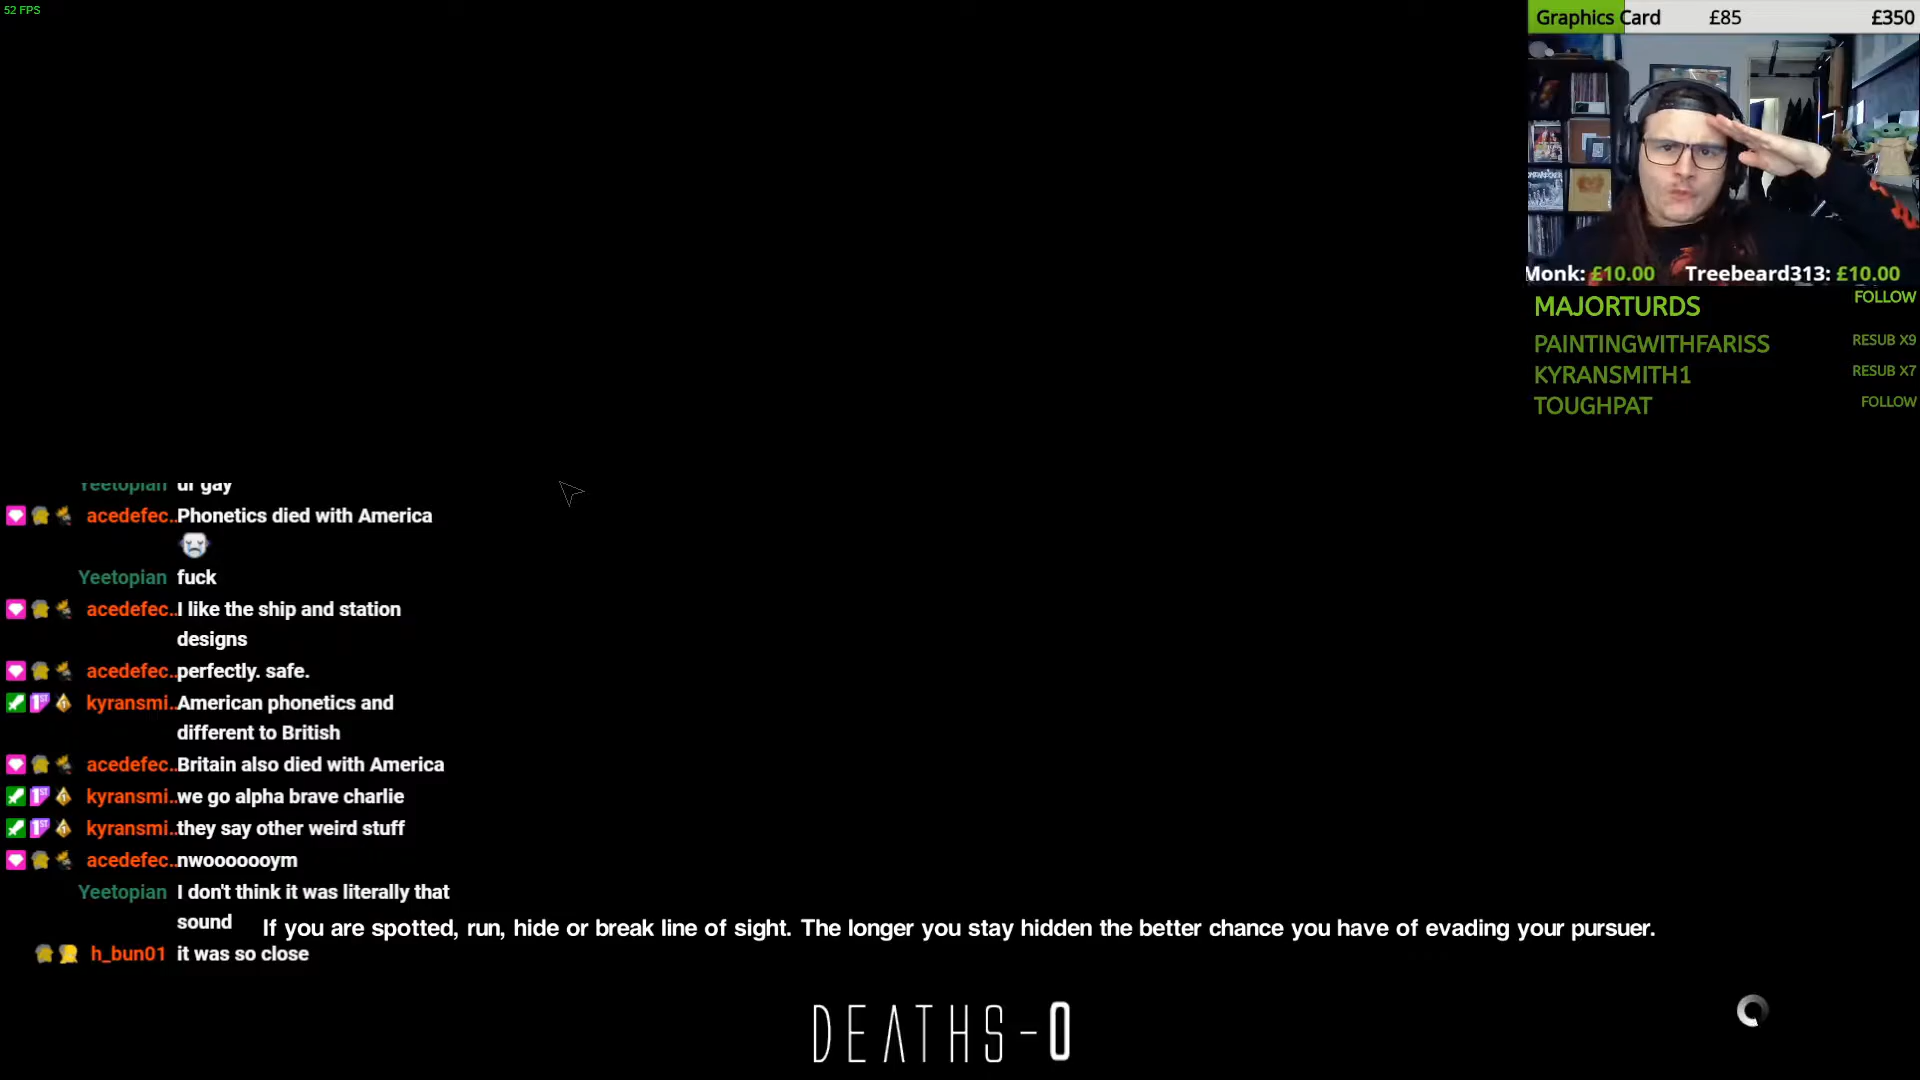 52 FPS
Graphics Card £85 £350
Monk: £10.00 Treebeard313: £10.00
MAJORTURDS FOLLOW
PAINTINGWITHFARISS RESUB X9
KYRANSMITH1 RESUB X7
TOUGHPAT FOLLOW
Yeetopian ur gay
acedefec.. Phonetics died with America
Yeetopian fuck
acedefec.. I like the ship and station
designs
acedefec.. perfectly. safe.
kyransmi.. American phonetics and
different to British
acedefec.. Britain also died with America
kyransmi.. we go alpha brave charlie
kyransmi.. they say other weird stuff
acedefec.. nwooooooym
Yeetopian I don't think it was literally that
sound
If you are spotted, run, hide or break line of sight. The longer you stay hidden the better chance you have of evading your pursuer.
h_bun01 it was so close
DEATHS-0